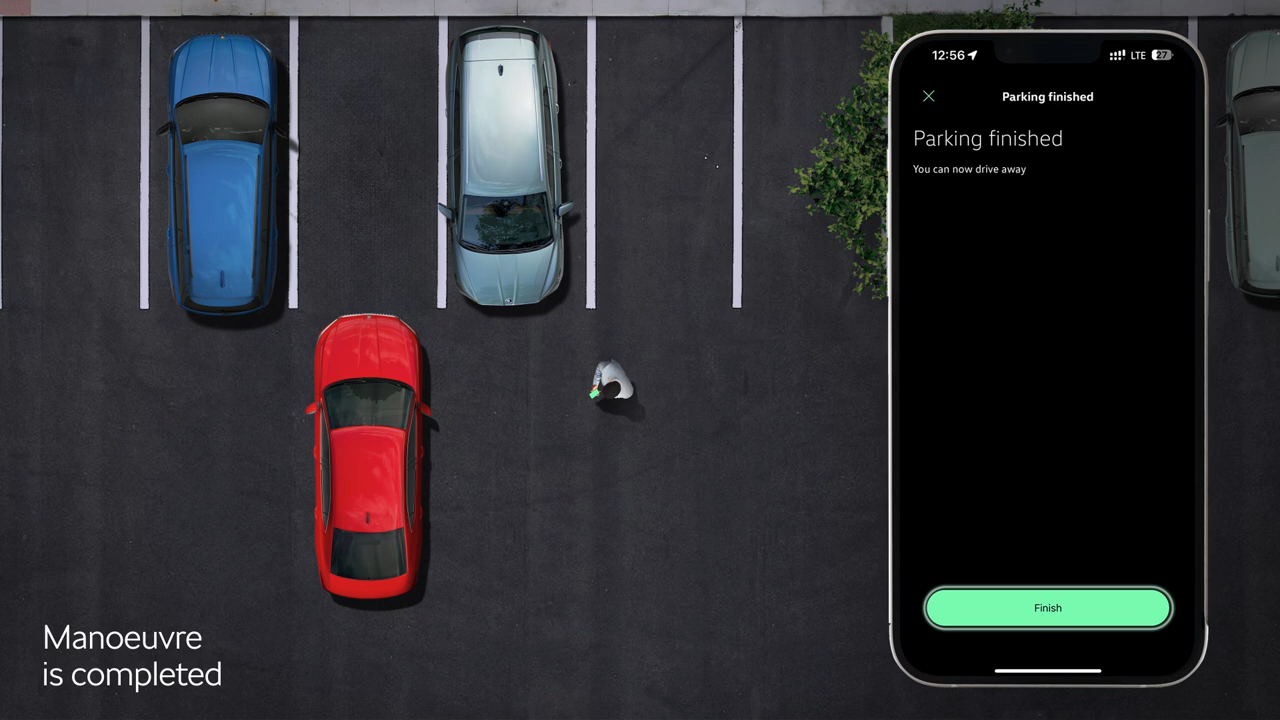 12:56
LTE
27
Parking finished
Parking finished
You can now drive away
Finish
Manoeuvre
is completed